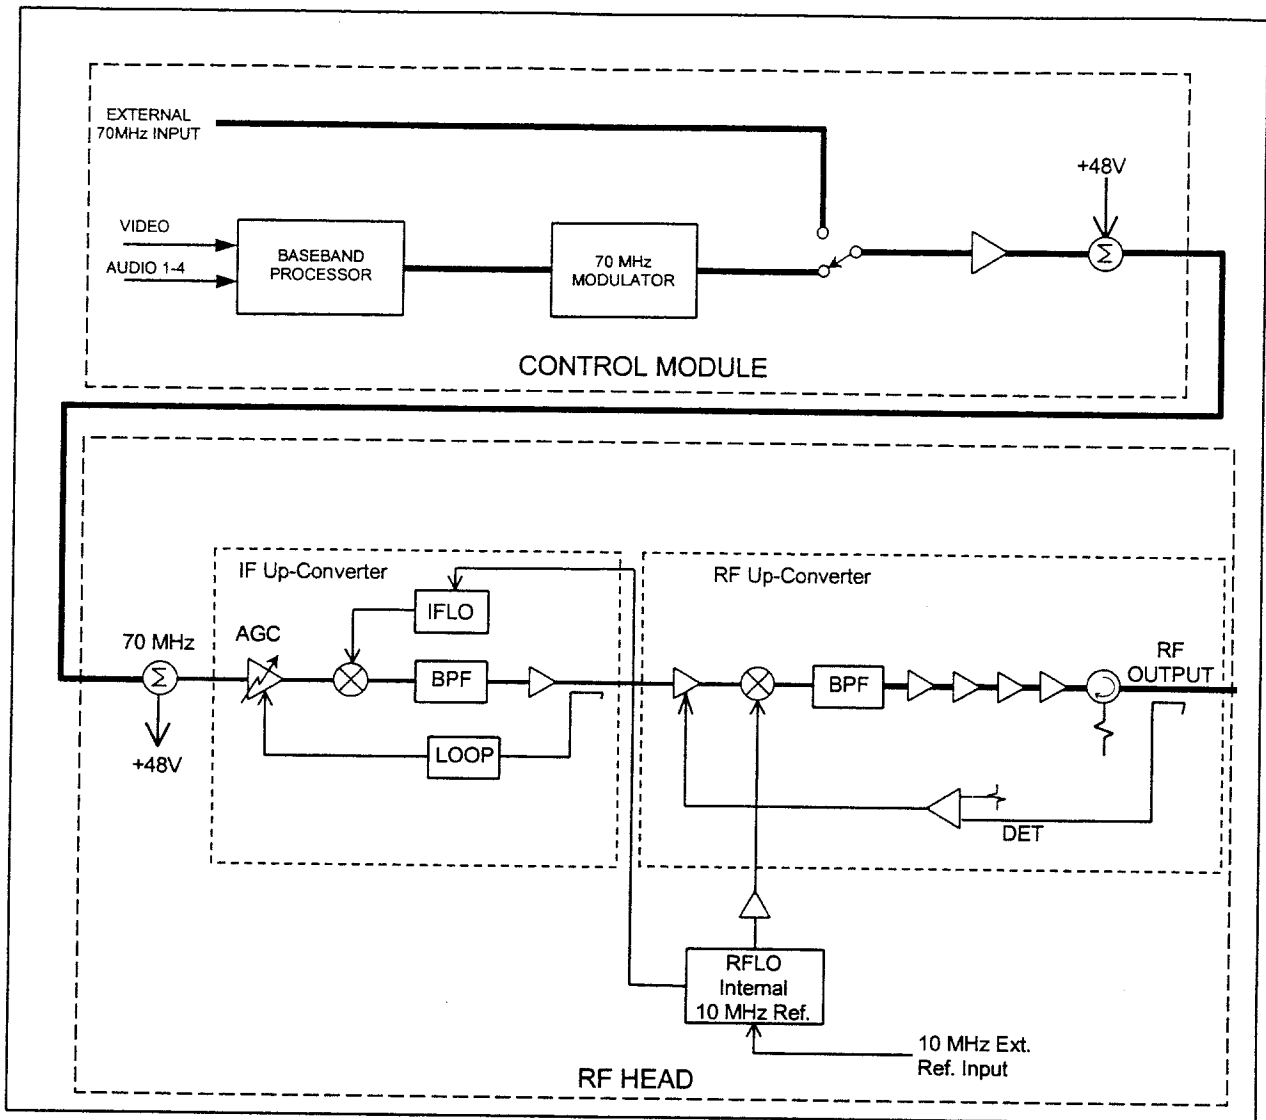 EXTERNAL
70MHz INPUT
+48V
VIDEO
AUDIO 1-4
BASEBAND
PROCESSOR
70 MHz
MODULATOR
Σ
CONTROL MODULE
IF Up-Converter
RF Up-Converter
IFLO
70 MHz
AGC
RF
OUTPUT
Σ
BPF
BPF
+48V
LOOP
DET
RFLO
Internal
10 MHz Ref.
10 MHz Ext.
Ref. Input
RF HEAD